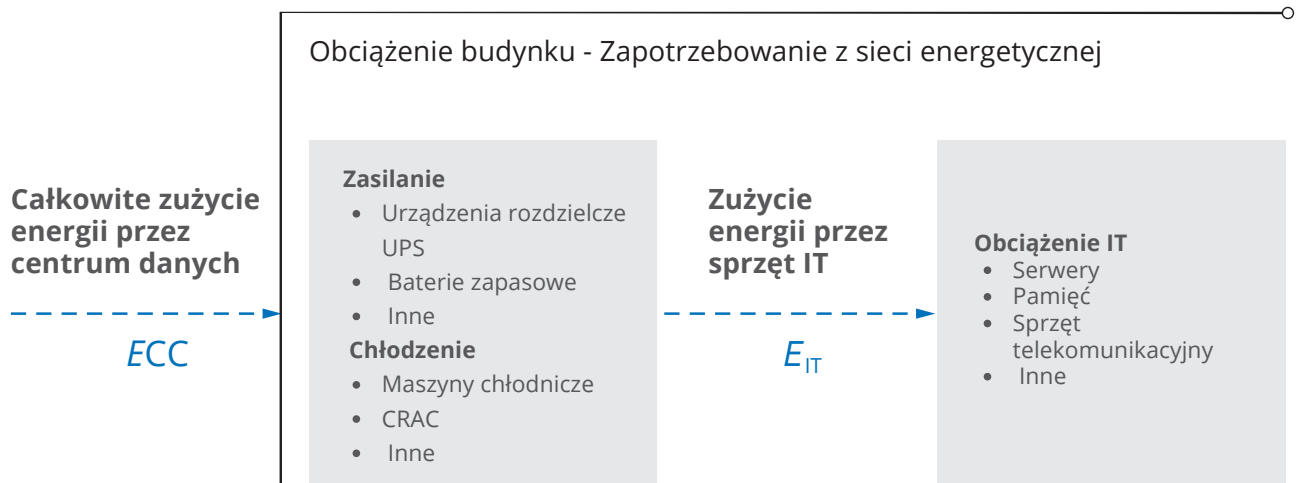 Obciążenie budynku - Zapotrzebowanie z sieci energetycznej
Całkowite zużycie
energii przez
centrum danych
ECC
Zasilanie
• Urządzenia rozdzielcze
UPS
• Baterie zapasowe
• Inne
Chłodzenie
• Maszyny chłodnicze
• CRAC
• Inne
Zużycie
energii przez
sprzęt IT
EIT
Obciążenie IT
• Serwery
• Pamięć
• Sprzęt
telekomunikacyjny
• Inne